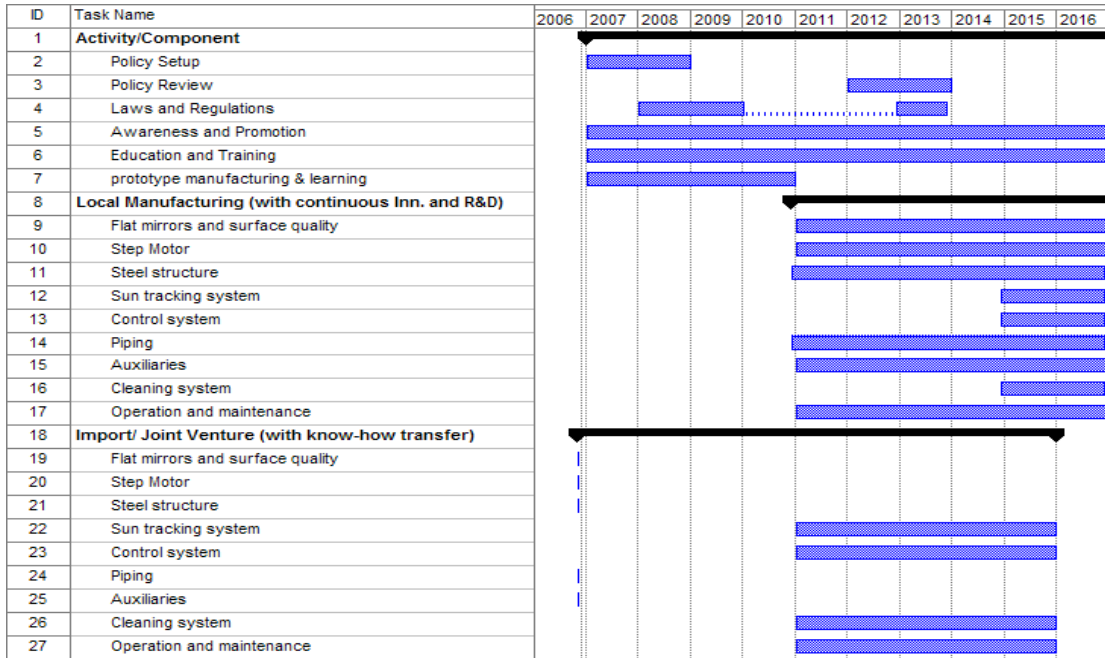 ID Task Name 2006 2007 2008 2009 2010 2011 2012 2013 2014 2015 2016
1 Activity/Component
2 Policy Setup
3 Policy Review
4 Laws and Regulations
5 Awareness and Promotion
6 Education and Training
7 prototype manufacturing & learning
8 Local Manufacturing (with continuous Inn. and R&D)
9 Flat mirrors and surface quality
10 Step Motor
11 Steel structure
12 Sun tracking system
13 Control system
14 Piping
15 Auxiliaries
16 Cleaning system
17 Operation and maintenance
18 Import/ Joint Venture (with know-how transfer)
19 Flat mirrors and surface quality
20 Step Motor
21 Steel structure
22 Sun tracking system
23 Control system
24 Piping
25 Auxiliaries
26 Cleaning system
27 Operation and maintenance